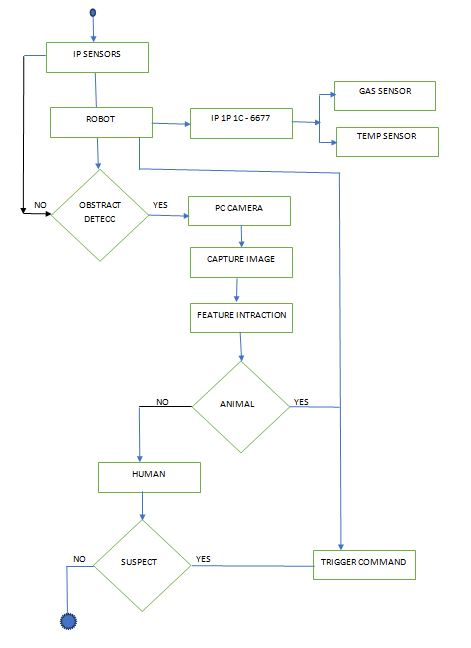 IP SENSORS
GAS SENSOR
ROBOT
IP 1P 1C - 6677
TEMP SENSOR
NO
OBSTRACT
DETECC
YES
PC CAMERA
CAPTURE IMAGE
FEATURE INTRACTION
NO
ANIMAL
YES
HUMAN
NO
SUSPECT
YES
TRIGGER COMMAND